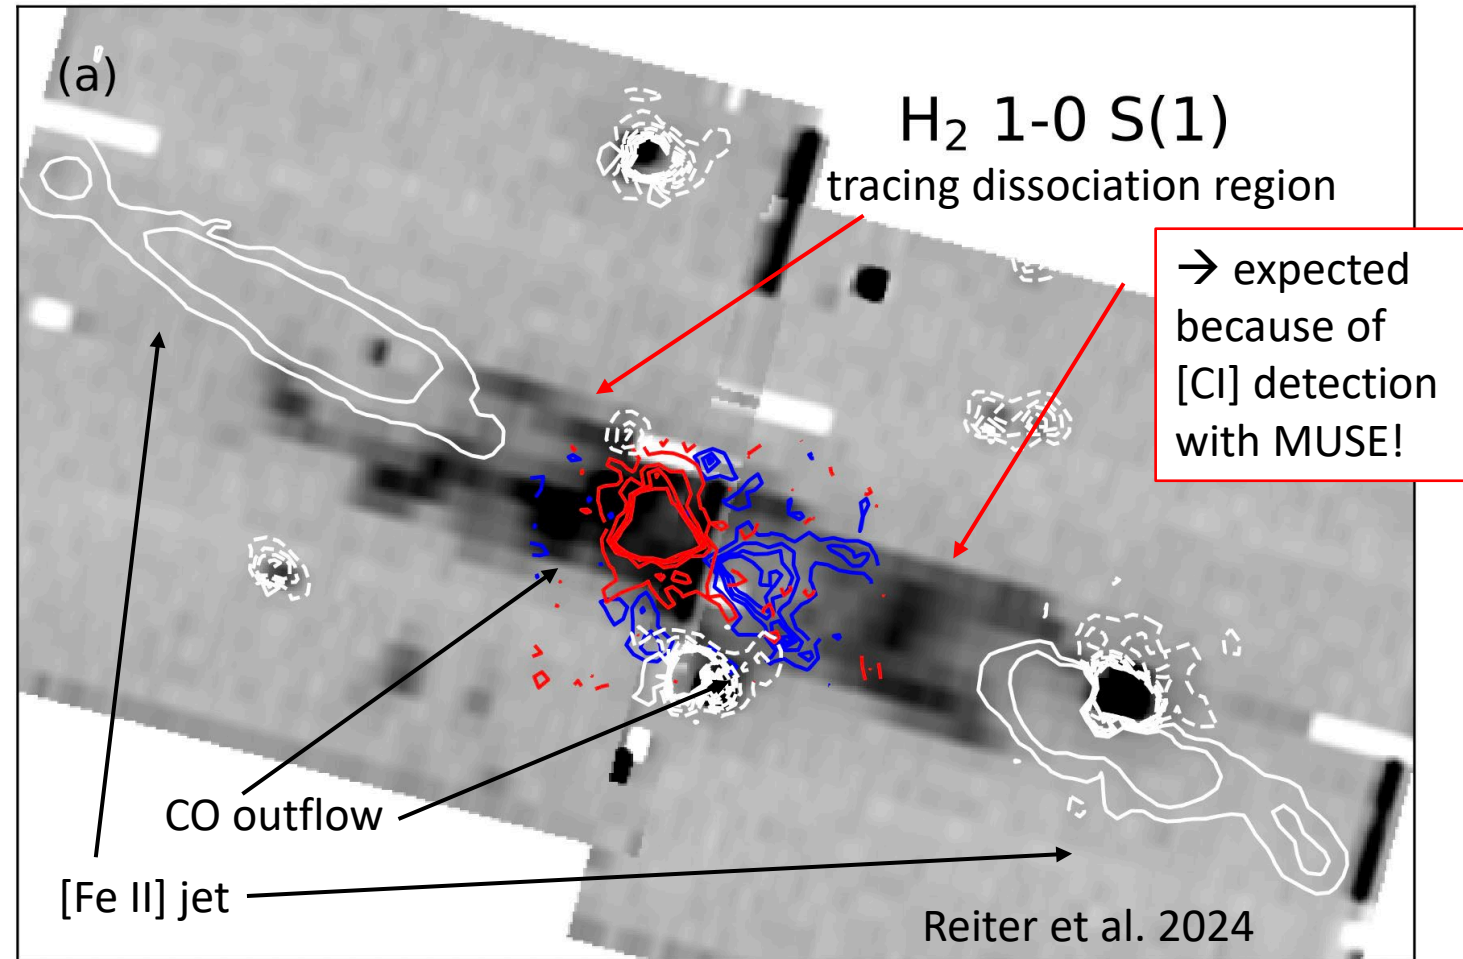 (a)
H₂ 1-0 S(1)
tracing dissociation region
→ expected
because of
[CI] detection
with MUSE!
CO outflow
[Fe II] jet
Reiter et al. 2024